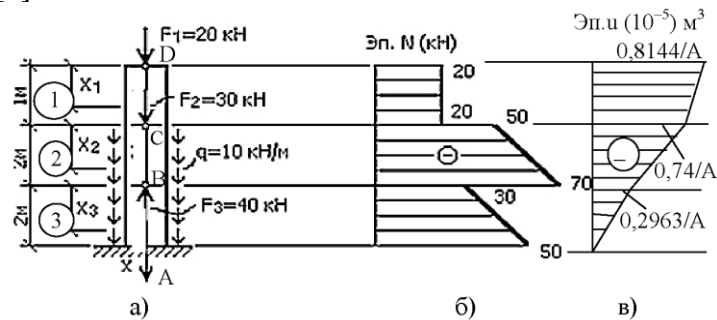 F1=20 кН
D
Эп. N (кН)
Эп.u (10⁻⁵) м³
0,8144/A
1м
X1
1
F2=30 кН
20
20
50
C
2м
X2
2
q=10 кН/м
B
−
−
0,74/A
70
2м
X3
3
F3=40 кН
30
0,2963/A
50
X
A
а)
б)
в)